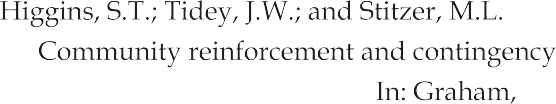 Higgins, S.T.; Tidey, J.W.; and Stitzer, M.L.
Community reinforcement and contingency
In: Graham,